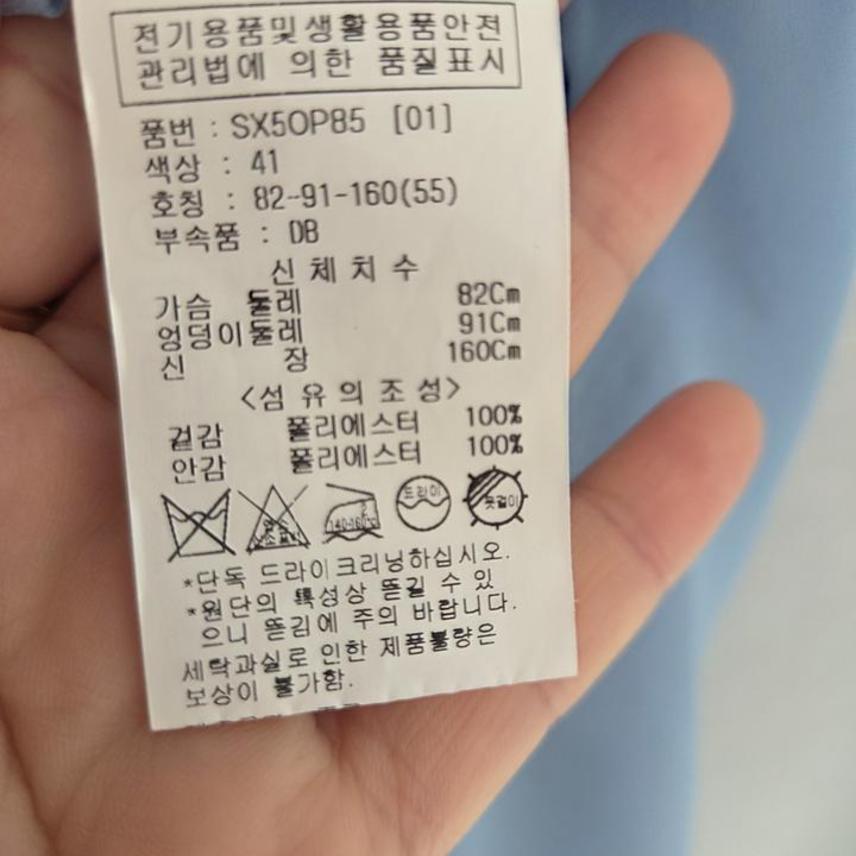 전기용품및생활용품안전
관리법에 의한 품질표시
품번 : SX5OP85 [01]
색상 : 41
호칭 : 82-91-160(55)
부속품 : DB
신체치수
가슴 둘레 82Cm
엉덩이둘레 91Cm
신 장 160Cm
<섬유의조성>
겉감 폴리에스터 100%
안감 폴리에스터 100%
140~160℃ 드라이 옷걸이
*단독 드라이크리닝하십시오.
*원단의 특성상 뜯길 수 있
으니 뜯김에 주의 바랍니다.
세탁과실로 인한 제품불량은
보상이 불가함.